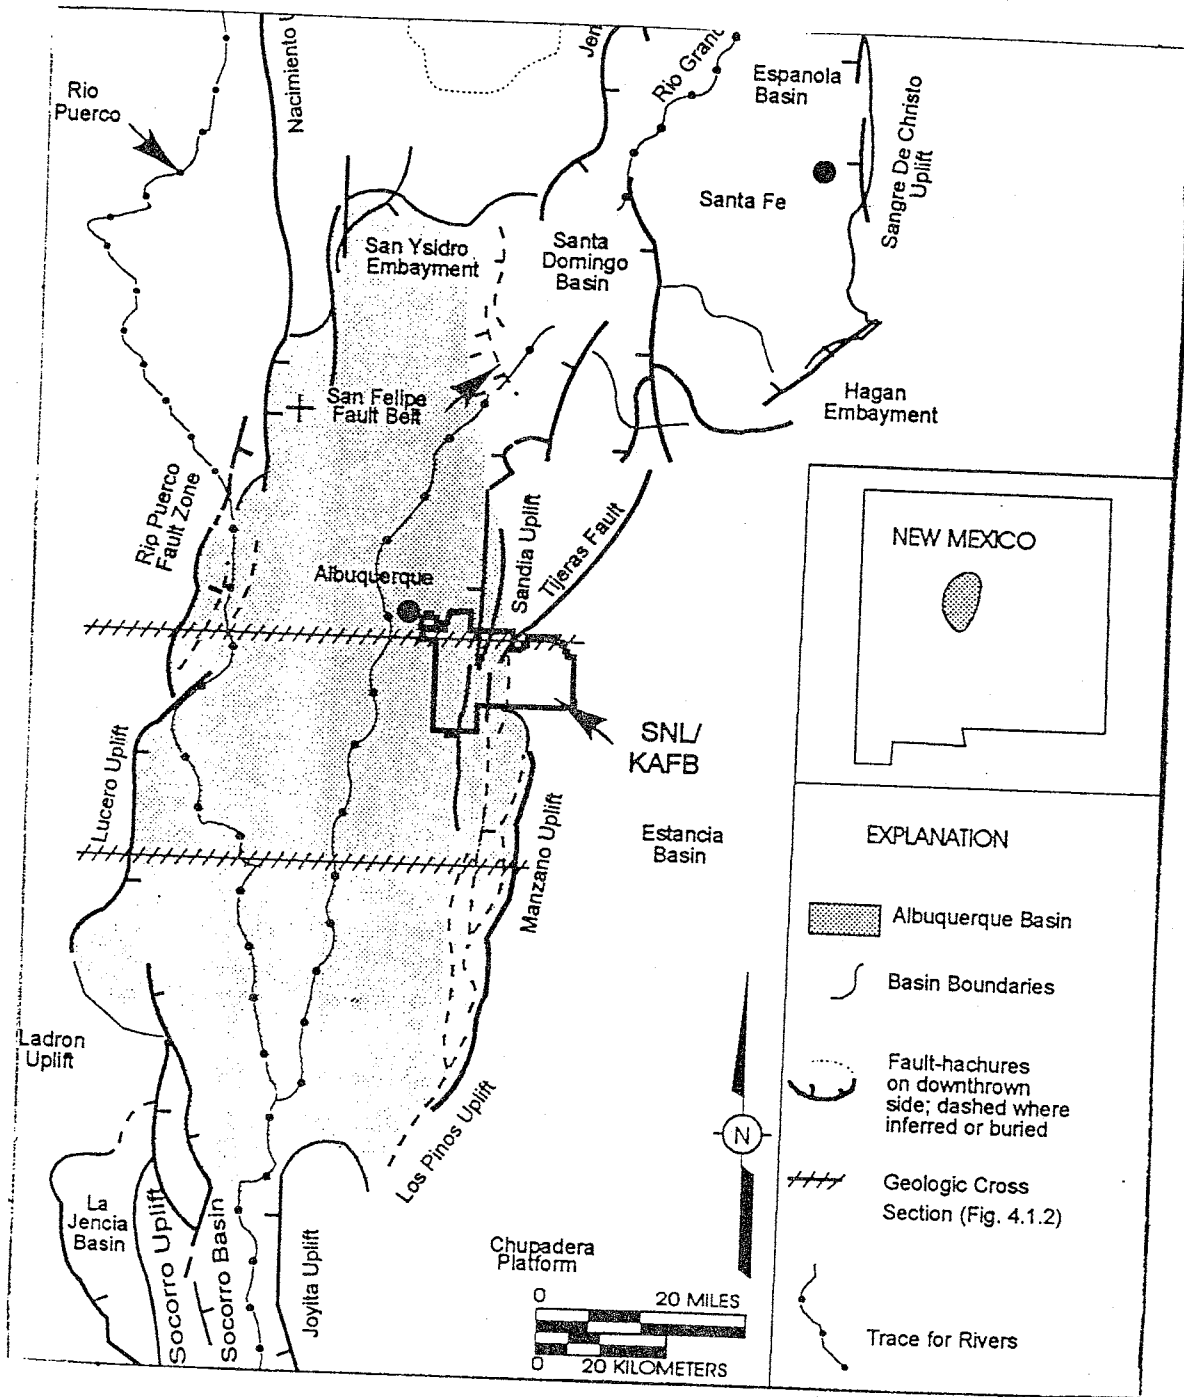 Rio
Puerco
Nacimiento
Rio Grand
Espanola
Basin
Sangre De Christo
Uplift
Santa Fe
San Ysidro
Embayment
Santa
Domingo
Basin
San Felipe
Fault Belt
Hagan
Embayment
Rip Puerco
Fault Zone
Sandia Uplift
Tijeras Fault
Albuquerque
NEW MEXICO
SNL/
KAFB
Lucero Uplift
Manzano Uplift
Estancia
Basin
EXPLANATION
Albuquerque Basin
Basin Boundaries
Ladron
Uplift
Fault-hachures
on downthrown
side; dashed where
inferred or buried
N
Los Pinos Uplift
Geologic Cross
Section (Fig. 4.1.2)
La
Jencia
Basin
Socorro Uplift
Socorro Basin
Joyita Uplift
Chupadera
Platform
0 20 MILES
0 20 KILOMETERS
Trace for Rivers